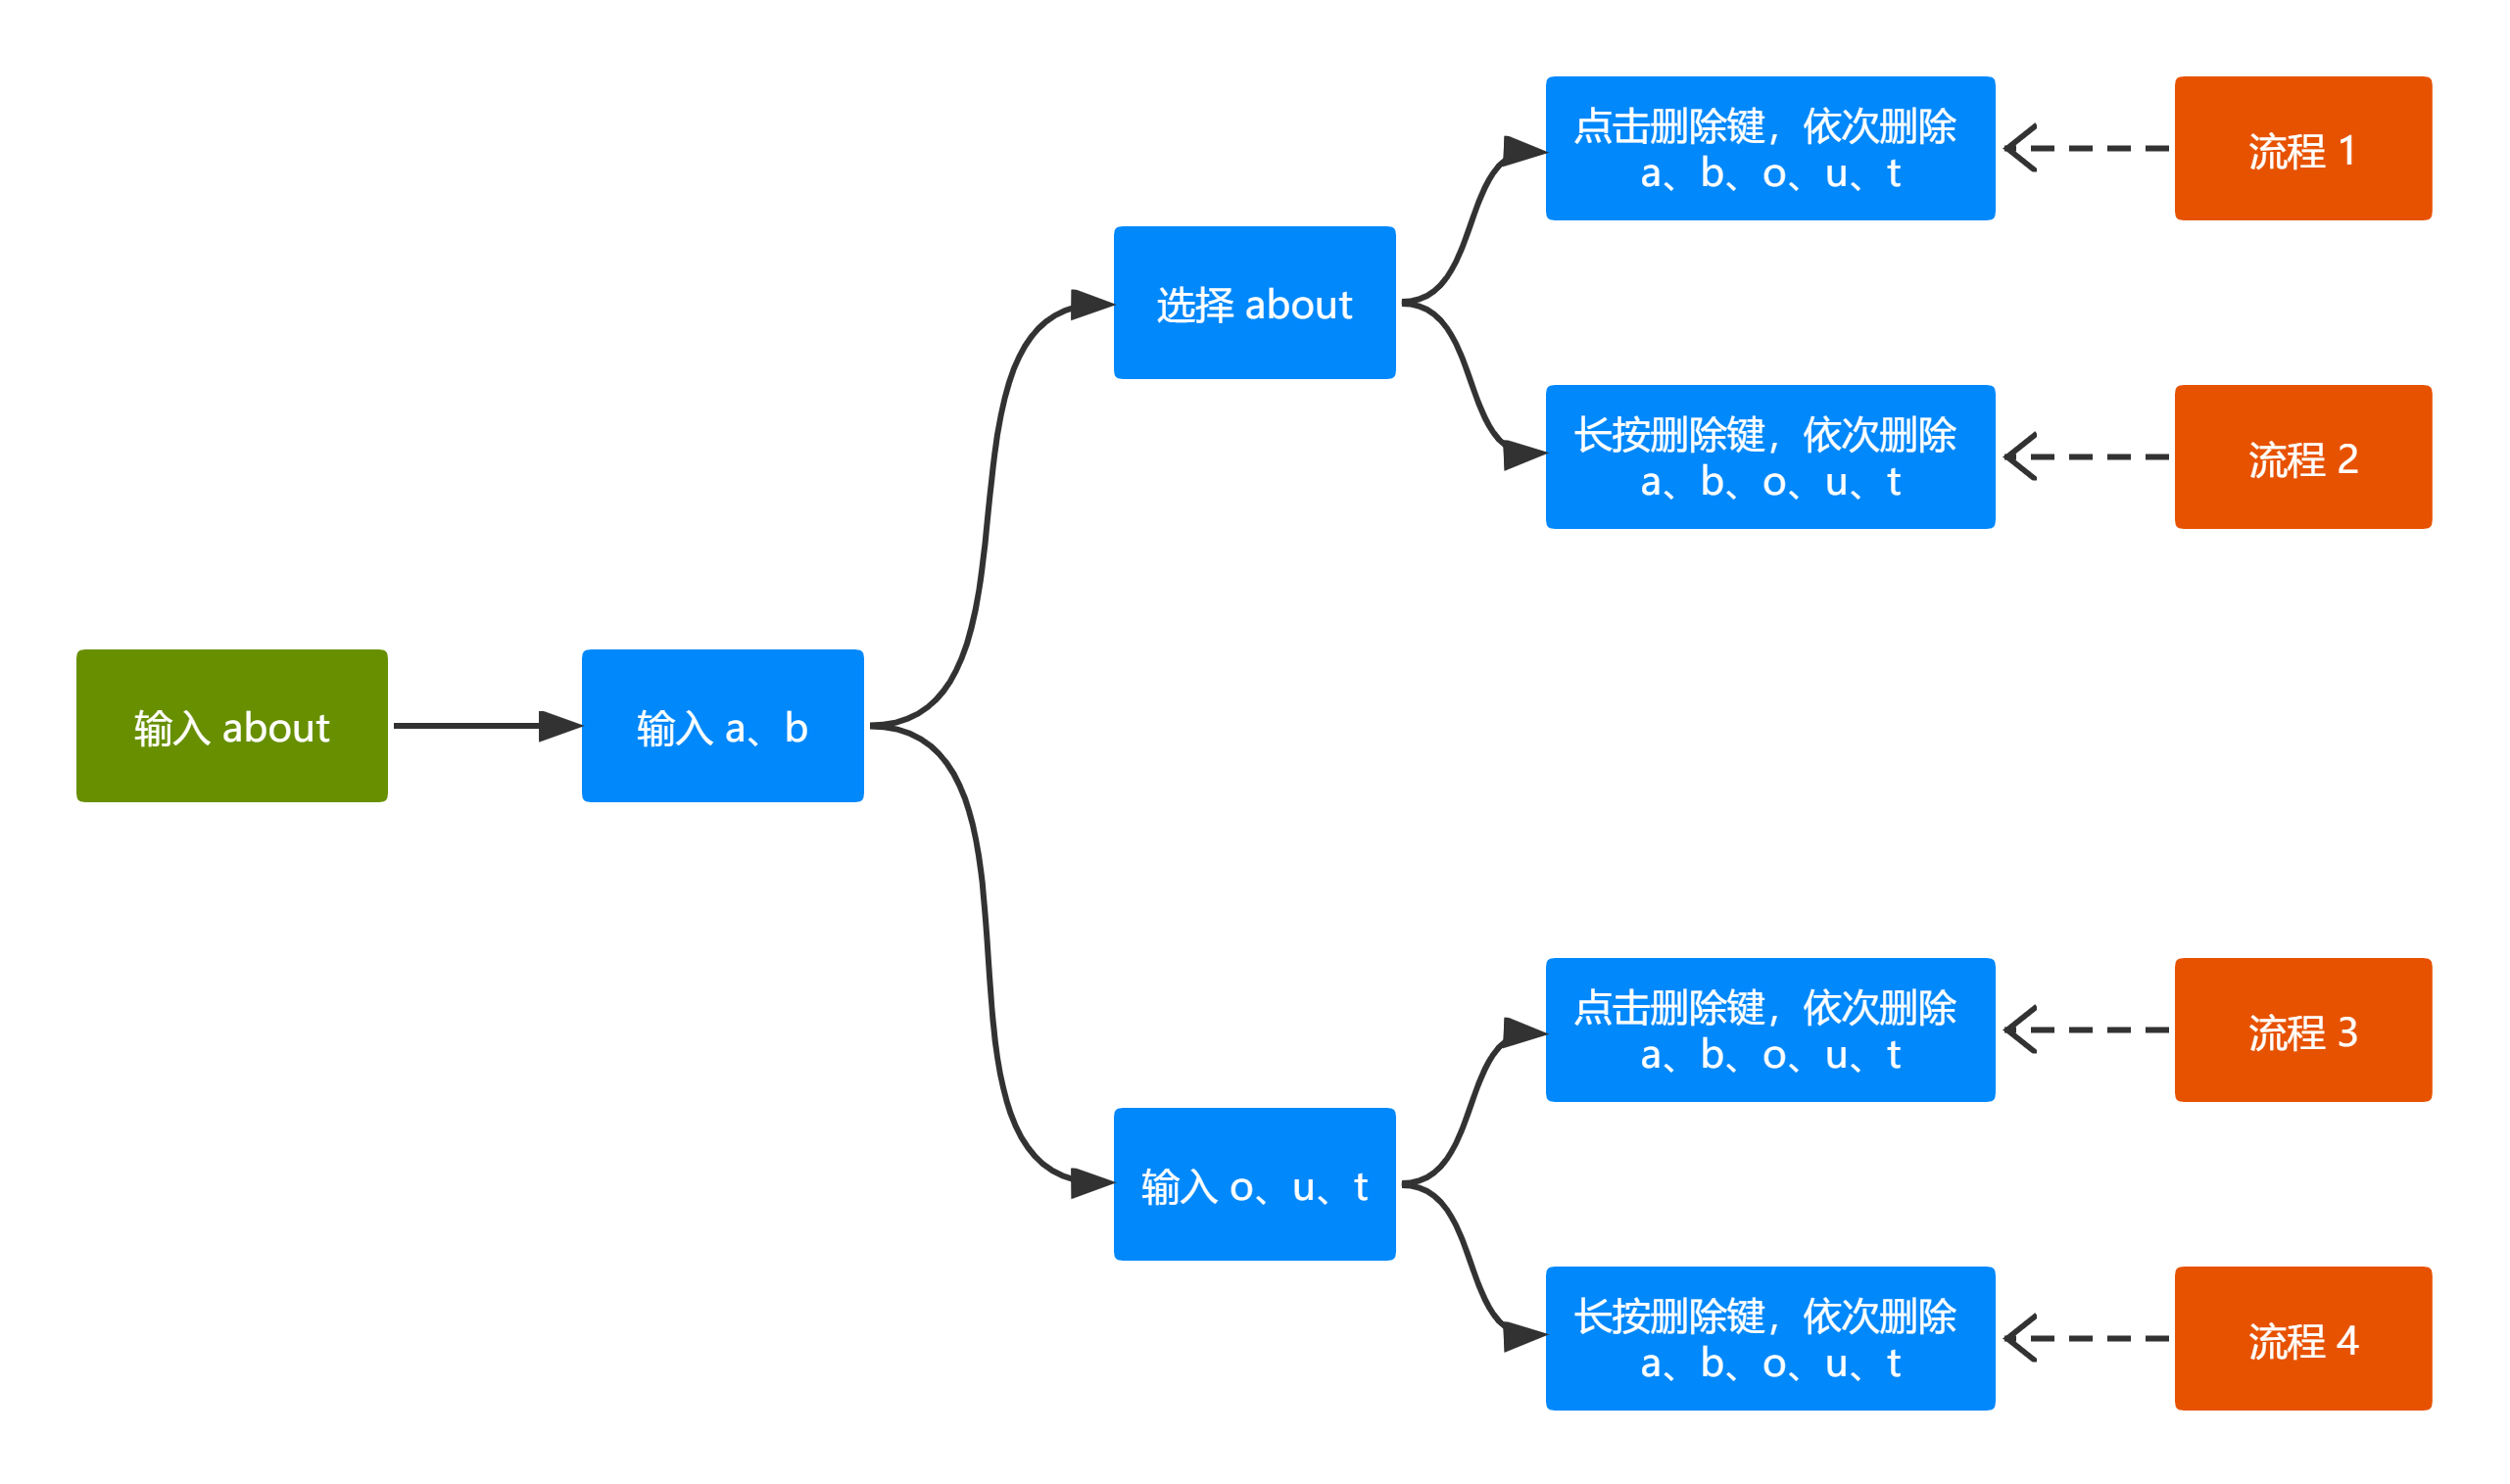 点击删除键，依次删除
a、b、o、u、t
流程 1
选择 about
长按删除键，依次删除
a、b、o、u、t
流程 2
输入 about
输入 a、b
点击删除键，依次删除
a、b、o、u、t
流程 3
输入 o、u、t
长按删除键，依次删除
a、b、o、u、t
流程 4